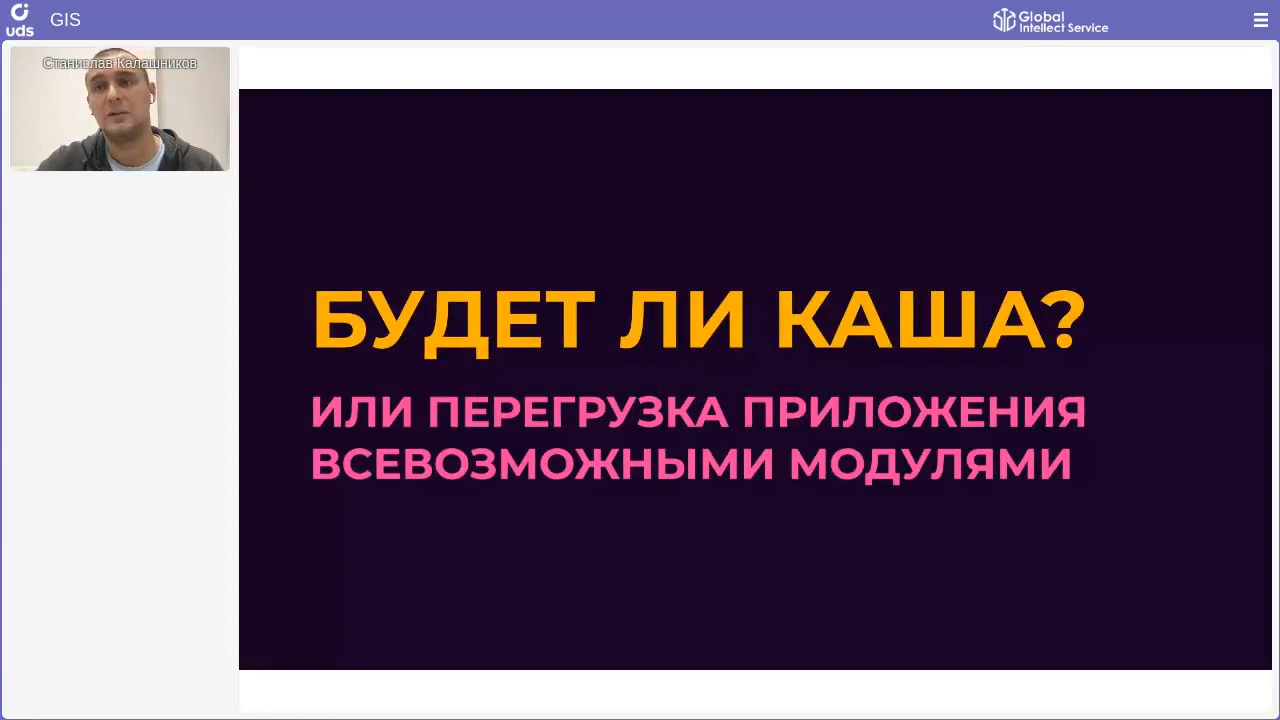 uds
GIS
Global
Intellect Service
Станислав Калашников
БУДЕТ ЛИ КАША?
ИЛИ ПЕРЕГРУЗКА ПРИЛОЖЕНИЯ
ВСЕВОЗМОЖНЫМИ МОДУЛЯМИ